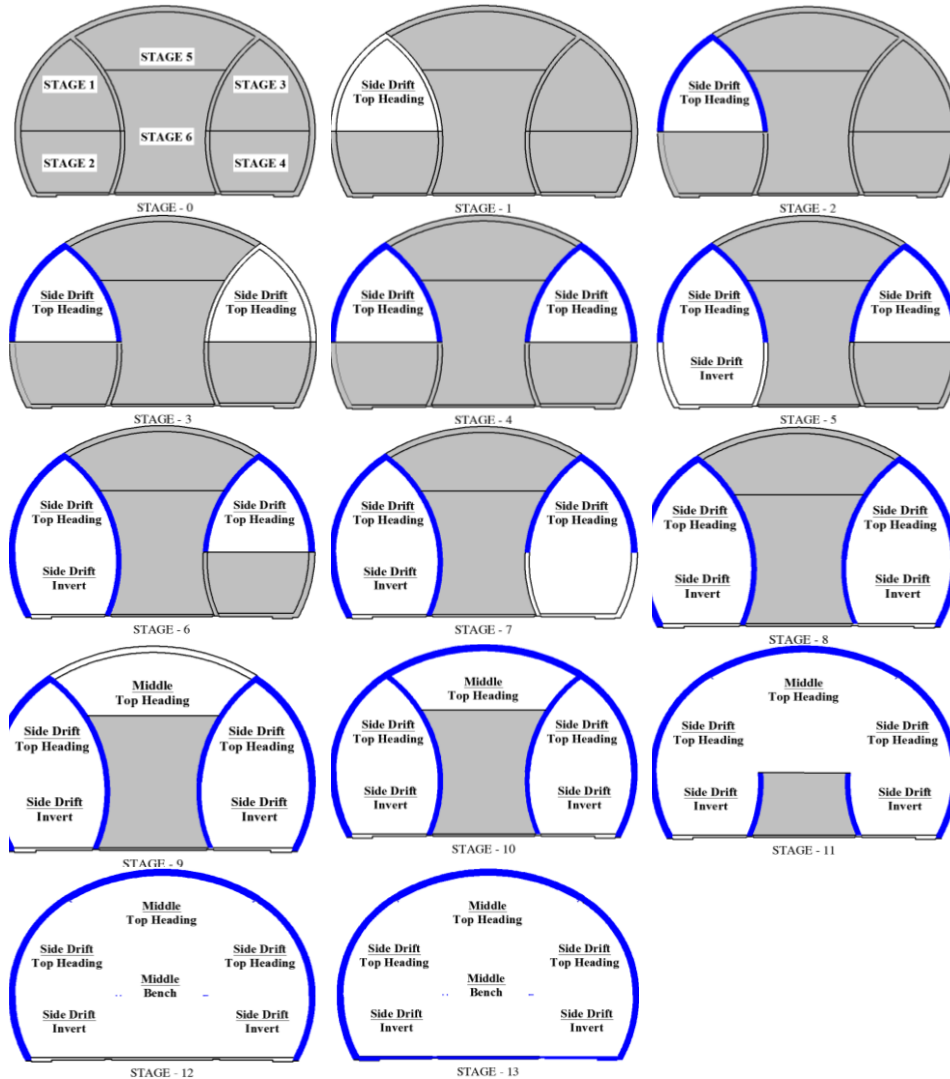 STAGE 5
STAGE 1
STAGE 3
STAGE 6
STAGE 2
STAGE 4
STAGE - 0
Side Drift
Top Heading
STAGE - 1
Side Drift
Top Heading
STAGE - 2
Side Drift
Top Heading
Side Drift
Top Heading
STAGE - 3
Side Drift
Top Heading
Side Drift
Top Heading
STAGE - 4
Side Drift
Top Heading
Side Drift
Top Heading
Side Drift
Invert
STAGE - 5
Side Drift
Top Heading
Side Drift
Top Heading
Side Drift
Invert
STAGE - 6
Side Drift
Top Heading
Side Drift
Top Heading
Side Drift
Invert
STAGE - 7
Side Drift
Top Heading
Side Drift
Top Heading
Side Drift
Invert
Side Drift
Invert
STAGE - 8
Middle
Top Heading
Side Drift
Top Heading
Side Drift
Top Heading
Side Drift
Invert
Side Drift
Invert
STAGE - 9
Middle
Top Heading
Side Drift
Top Heading
Side Drift
Top Heading
Side Drift
Invert
Side Drift
Invert
STAGE - 10
Middle
Top Heading
Side Drift
Top Heading
Side Drift
Top Heading
Side Drift
Invert
Side Drift
Invert
STAGE - 11
Middle
Top Heading
Side Drift
Top Heading
Side Drift
Top Heading
Middle
Bench
Side Drift
Invert
Side Drift
Invert
STAGE - 12
Middle
Top Heading
Side Drift
Top Heading
Side Drift
Top Heading
Middle
Bench
Side Drift
Invert
Side Drift
Invert
STAGE - 13